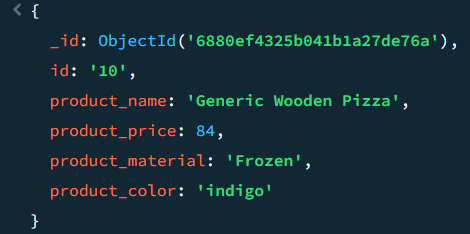 < {
_id: ObjectId('6880ef4325b041b1a27de76a'),
id: '10',
product_name: 'Generic Wooden Pizza',
product_price: 84,
product_material: 'Frozen',
product_color: 'indigo'
}